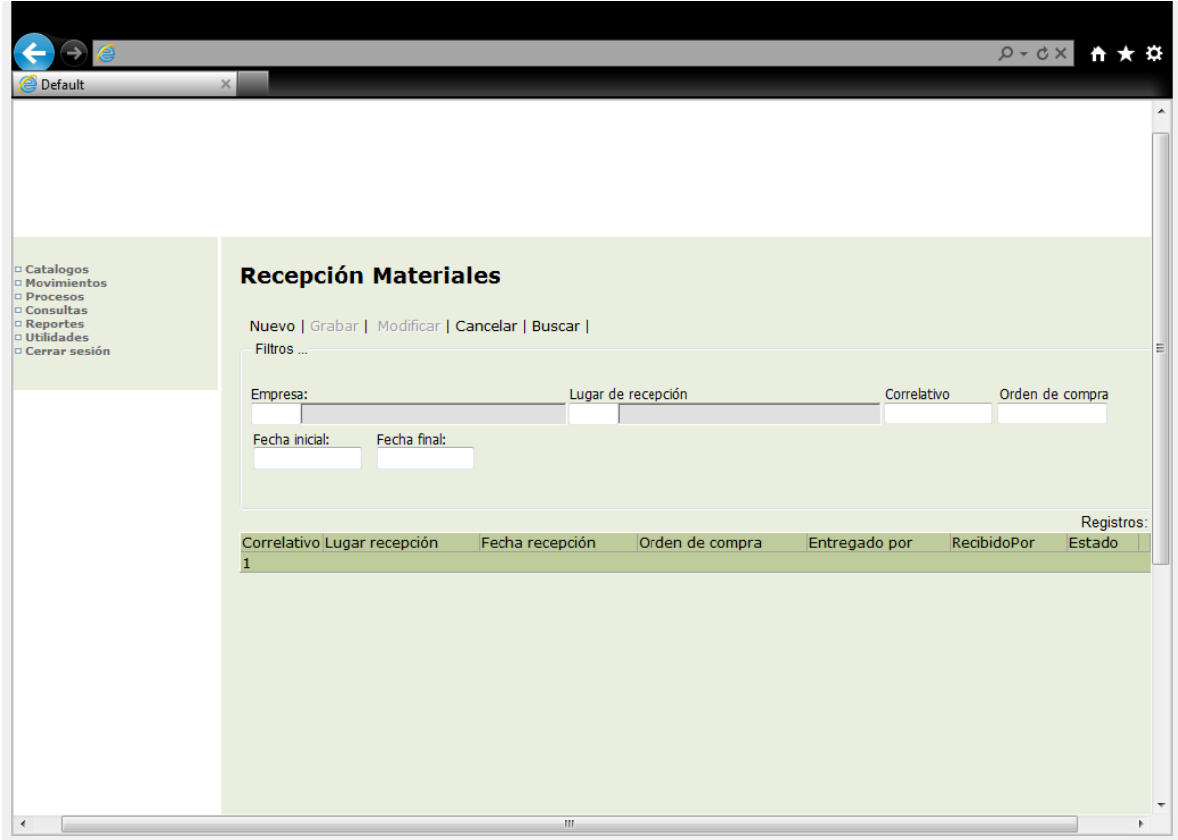 Default
Catalogos
Movimientos
Procesos
Consultas
Reportes
Utilidades
Cerrar sesión
Recepción Materiales
Nuevo | Grabar | Modificar | Cancelar | Buscar |
Filtros ...
Empresa: Lugar de recepción Correlativo Orden de compra
Fecha inicial: Fecha final:
Registros:
Correlativo Lugar recepción Fecha recepción Orden de compra Entregado por RecibidoPor Estado
1